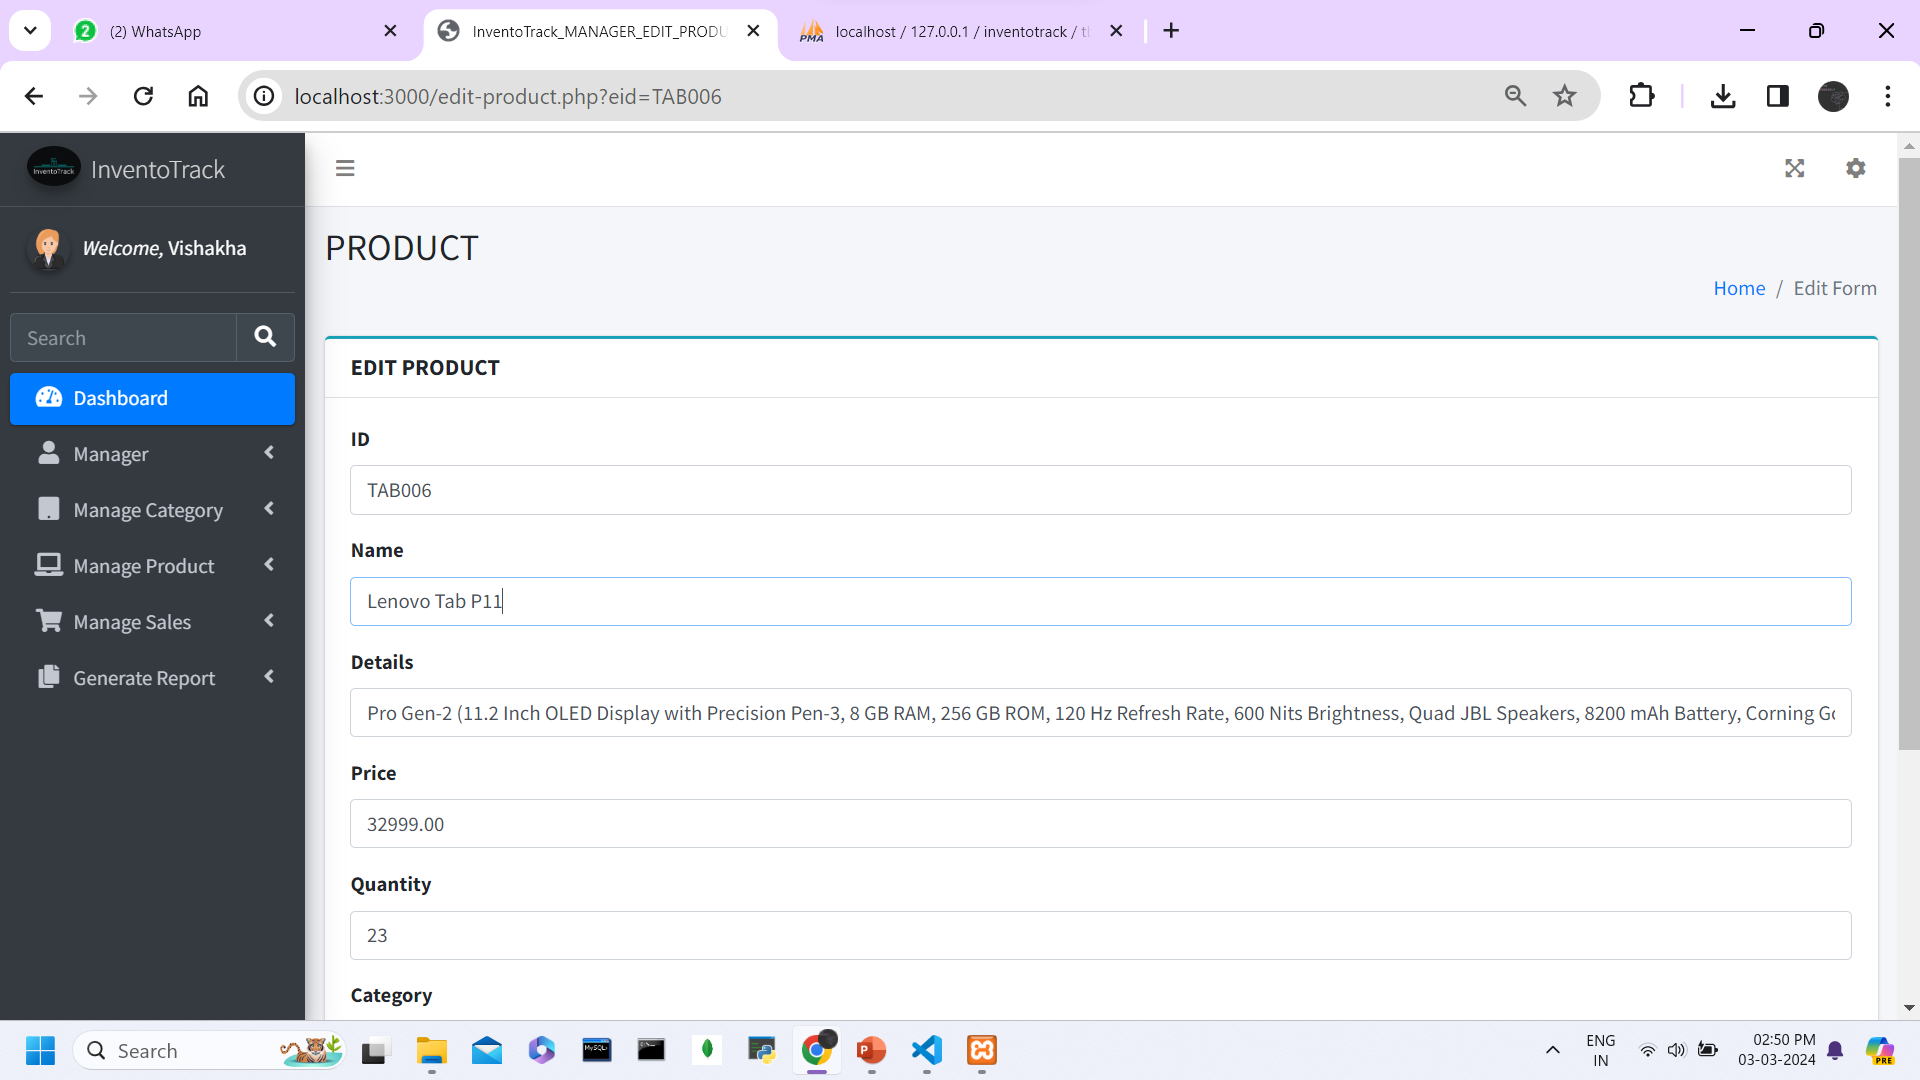 (2) WhatsApp
InventoTrack_MANAGER_EDIT_PRODU
localhost / 127.0.0.1 / inventotrack / t
localhost:3000/edit-product.php?eid=TAB006
InventoTrack
InventoTrack
Welcome, Vishakha
Search
Dashboard
Manager
Manage Category
Manage Product
Manage Sales
Generate Report
PRODUCT
Home / Edit Form
EDIT PRODUCT
ID
TAB006
Name
Lenovo Tab P11
Details
Pro Gen-2 (11.2 Inch OLED Display with Precision Pen-3, 8 GB RAM, 256 GB ROM, 120 Hz Refresh Rate, 600 Nits Brightness, Quad JBL Speakers, 8200 mAh Battery, Corning Go
Price
32999.00
Quantity
23
Category
Search
ENG
IN
02:50 PM
03-03-2024